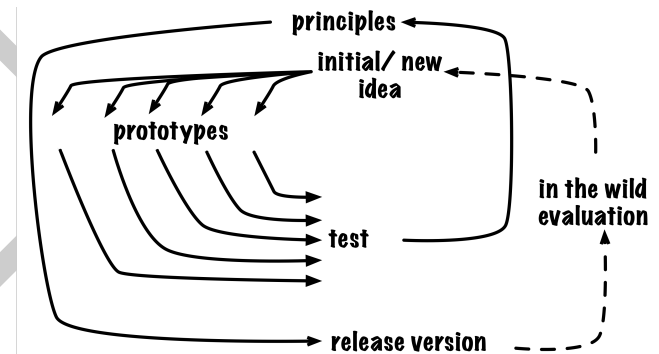 principles
initial/ new
idea
prototypes
in the wild
evaluation
test
release version